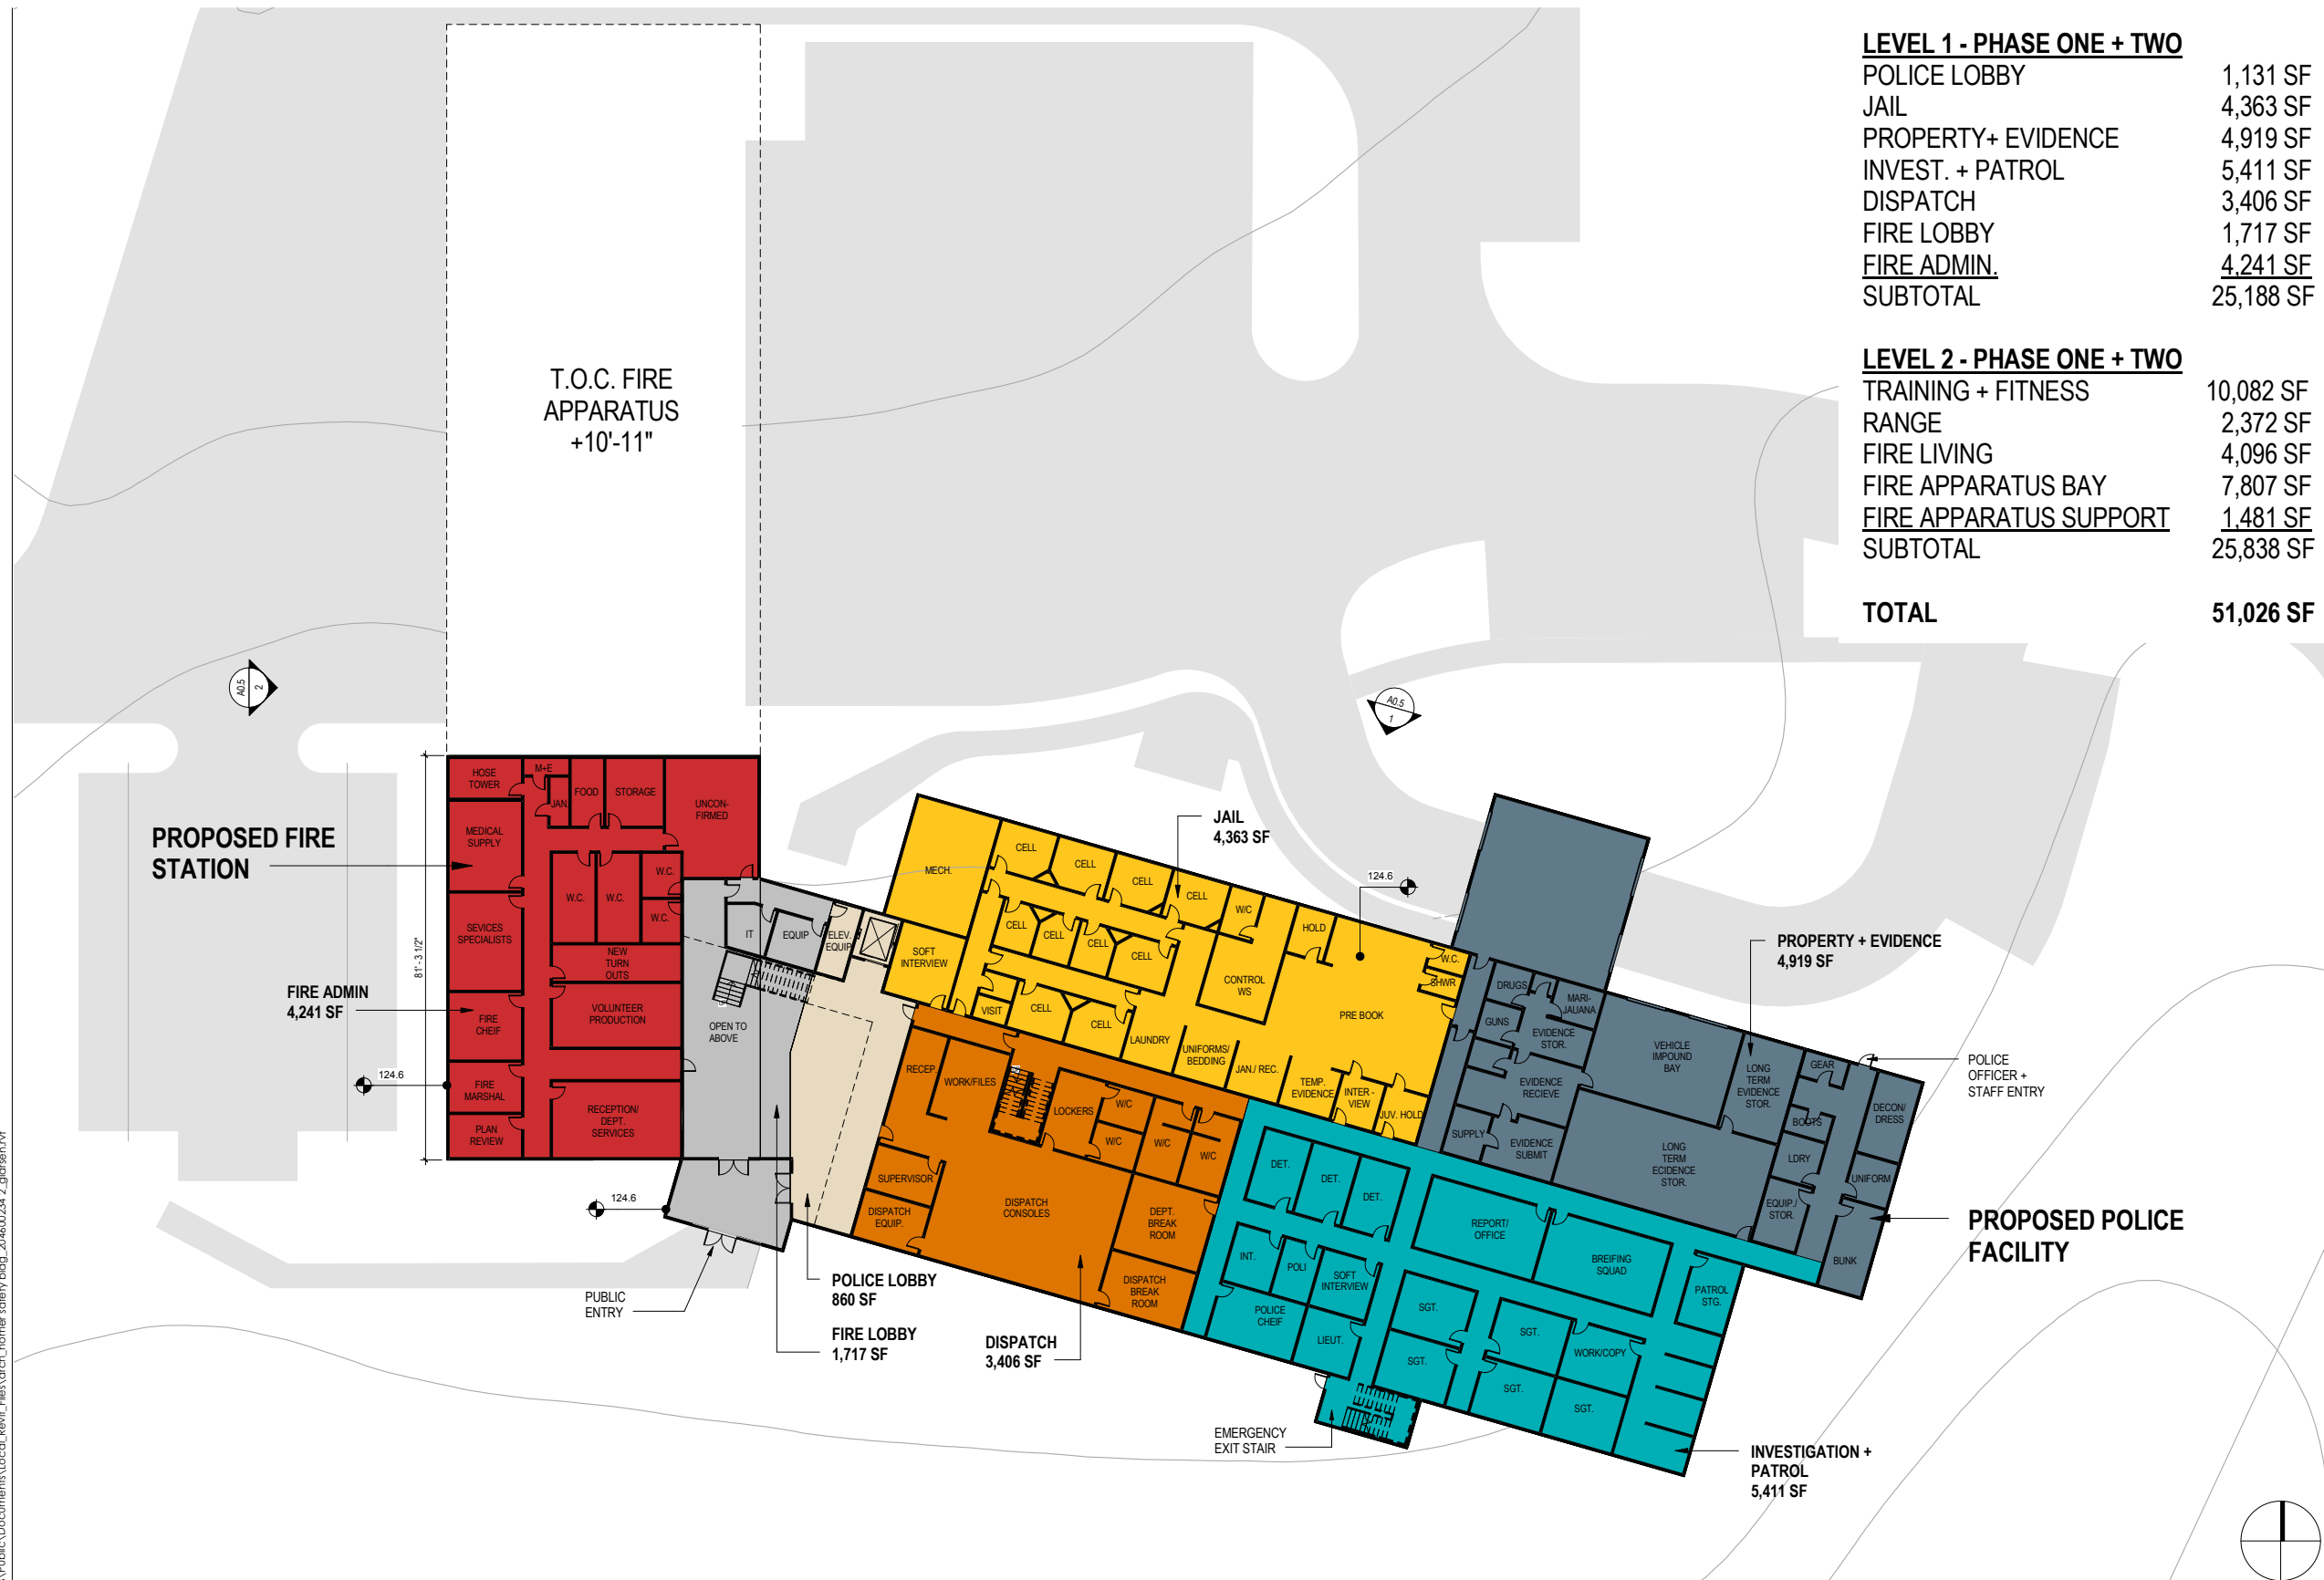 LEVEL 1 - PHASE ONE + TWO
POLICE LOBBY 1,131 SF
JAIL 4,363 SF
PROPERTY+ EVIDENCE 4,919 SF
INVEST. + PATROL 5,411 SF
DISPATCH 3,406 SF
FIRE LOBBY 1,717 SF
FIRE ADMIN. 4,241 SF
SUBTOTAL 25,188 SF
LEVEL 2 - PHASE ONE + TWO
TRAINING + FITNESS 10,082 SF
RANGE 2,372 SF
FIRE LIVING 4,096 SF
FIRE APPARATUS BAY 7,807 SF
FIRE APPARATUS SUPPORT 1,481 SF
SUBTOTAL 25,838 SF
TOTAL 51,026 SF
T.O.C. FIRE
APPARATUS
+10'-11"
A0.5
2
A0.5
1
PROPOSED FIRE
STATION
FIRE ADMIN
4,241 SF
81' - 3 1/2"
124.6
HOSE
TOWER
M+E
JAN.
FOOD
STORAGE
UNCON-
FIRMED
MEDICAL
SUPPLY
W.C.
W.C.
W.C.
W.C.
SEVICES
SPECIALISTS
NEW
TURN
OUTS
VOLUNTEER
PRODUCTION
FIRE
CHEIF
FIRE
MARSHAL
PLAN
REVIEW
RECEPTION/
DEPT.
SERVICES
IT
EQUIP
ELEV.
EQUIP
OPEN TO
ABOVE
124.6
PUBLIC
ENTRY
POLICE LOBBY
860 SF
FIRE LOBBY
1,717 SF
JAIL
4,363 SF
124.6
MECH.
CELL
CELL
CELL
CELL
W/C
HOLD
SOFT
INTERVIEW
CELL
CELL
CELL
CELL
CONTROL
WS
W.C.
SHWR
PRE BOOK
VISIT
CELL
CELL
LAUNDRY
UNIFORMS/
BEDDING
JAN./ REC.
TEMP.
EVIDENCE
INTER -
VIEW
JUV. HOLD
RECEP.
WORK/FILES
LOCKERS
W/C
W/C
W/C
W/C
SUPERVISOR
DISPATCH
EQUIP.
DISPATCH
CONSOLES
DEPT.
BREAK
ROOM
DISPATCH
BREAK
ROOM
DISPATCH
3,406 SF
PROPERTY + EVIDENCE
4,919 SF
DRUGS
MARI-
JAUANA
GUNS
EVIDENCE
STOR.
EVIDENCE
RECIEVE
SUPPLY
EVIDENCE
SUBMIT
VEHICLE
IMPOUND
BAY
LONG
TERM
EVIDENCE
STOR.
LONG
TERM
ECIDENCE
STOR.
GEAR
BOOTS
DECON/
DRESS
LDRY
UNIFORM
EQUIP./
STOR.
BUNK
POLICE
OFFICER +
STAFF ENTRY
PROPOSED POLICE
FACILITY
DET.
DET.
DET.
REPORT/
OFFICE
BREIFING
SQUAD
INT.
POLI
SOFT
INTERVIEW
POLICE
CHEIF
LIEUT.
SGT.
SGT.
SGT.
SGT.
SGT.
WORK/COPY
PATROL
STG.
EMERGENCY
EXIT STAIR
INVESTIGATION +
PATROL
5,411 SF